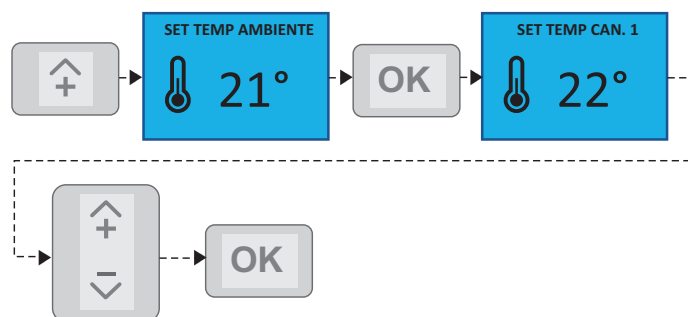 +
SET TEMP AMBIENTE
21°
OK
SET TEMP CAN. 1
22°
+
–
OK